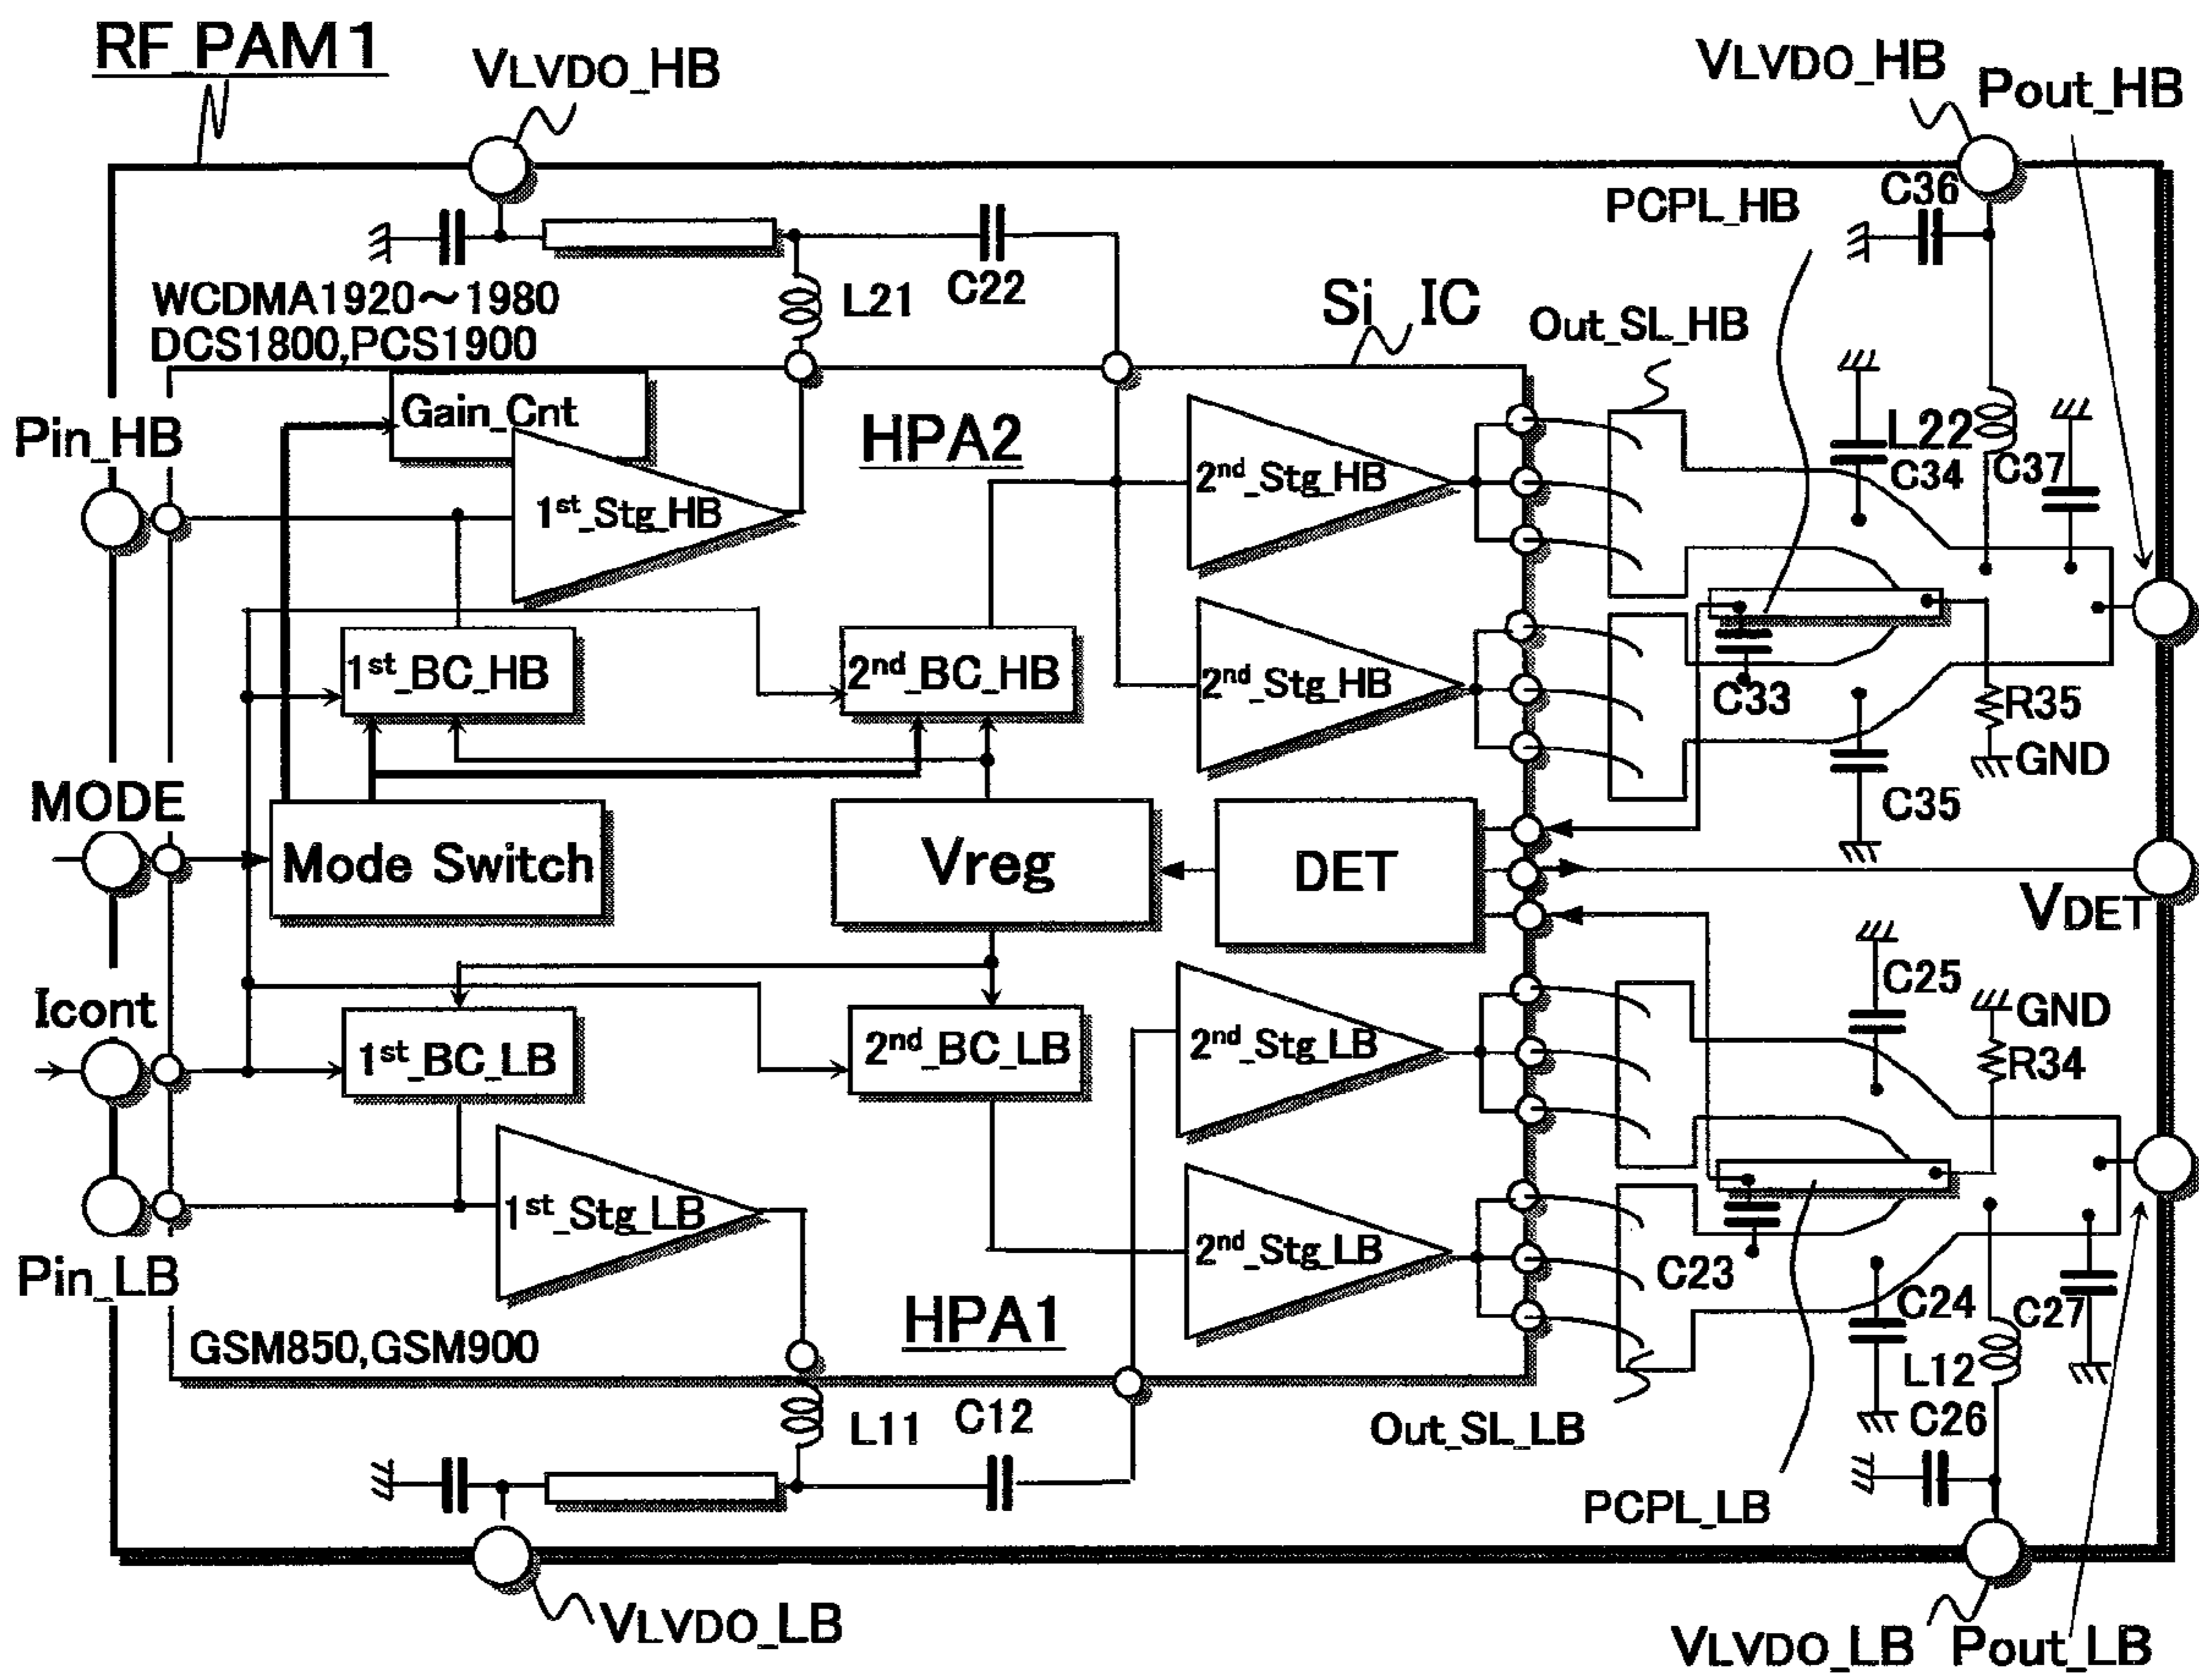 RF_PAM1
VLVDO_HB
VLVDO_HB
Pout_HB
C36
PCPL_HB
WCDMA1920～1980
DCS1800,PCS1900
L21
C22
Si IC
Out_SL_HB
Gain_Cnt
HPA2
Pin_HB
1st_Stg_HB
2nd_Stg_HB
L22
C34
C37
1st_BC_HB
2nd_BC_HB
2nd_Stg_HB
C33
R35
GND
MODE
C35
Mode Switch
Vreg
DET
VDET
C25
Icont
GND
1st_BC_LB
2nd_BC_LB
2nd_Stg_LB
R34
1st_Stg_LB
2nd_Stg_LB
Pin_LB
C23
C24
C27
HPA1
GSM850,GSM900
L12
L11
C12
C26
Out_SL_LB
PCPL_LB
VLVDO_LB
VLVDO_LB
Pout_LB